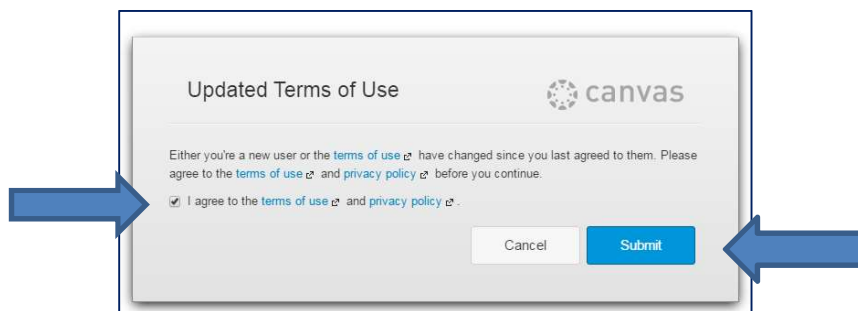 Updated Terms of Use
canvas
Either you're a new user or the terms of use have changed since you last agreed to them. Please
agree to the terms of use and privacy policy before you continue.
I agree to the terms of use and privacy policy .
Cancel
Submit